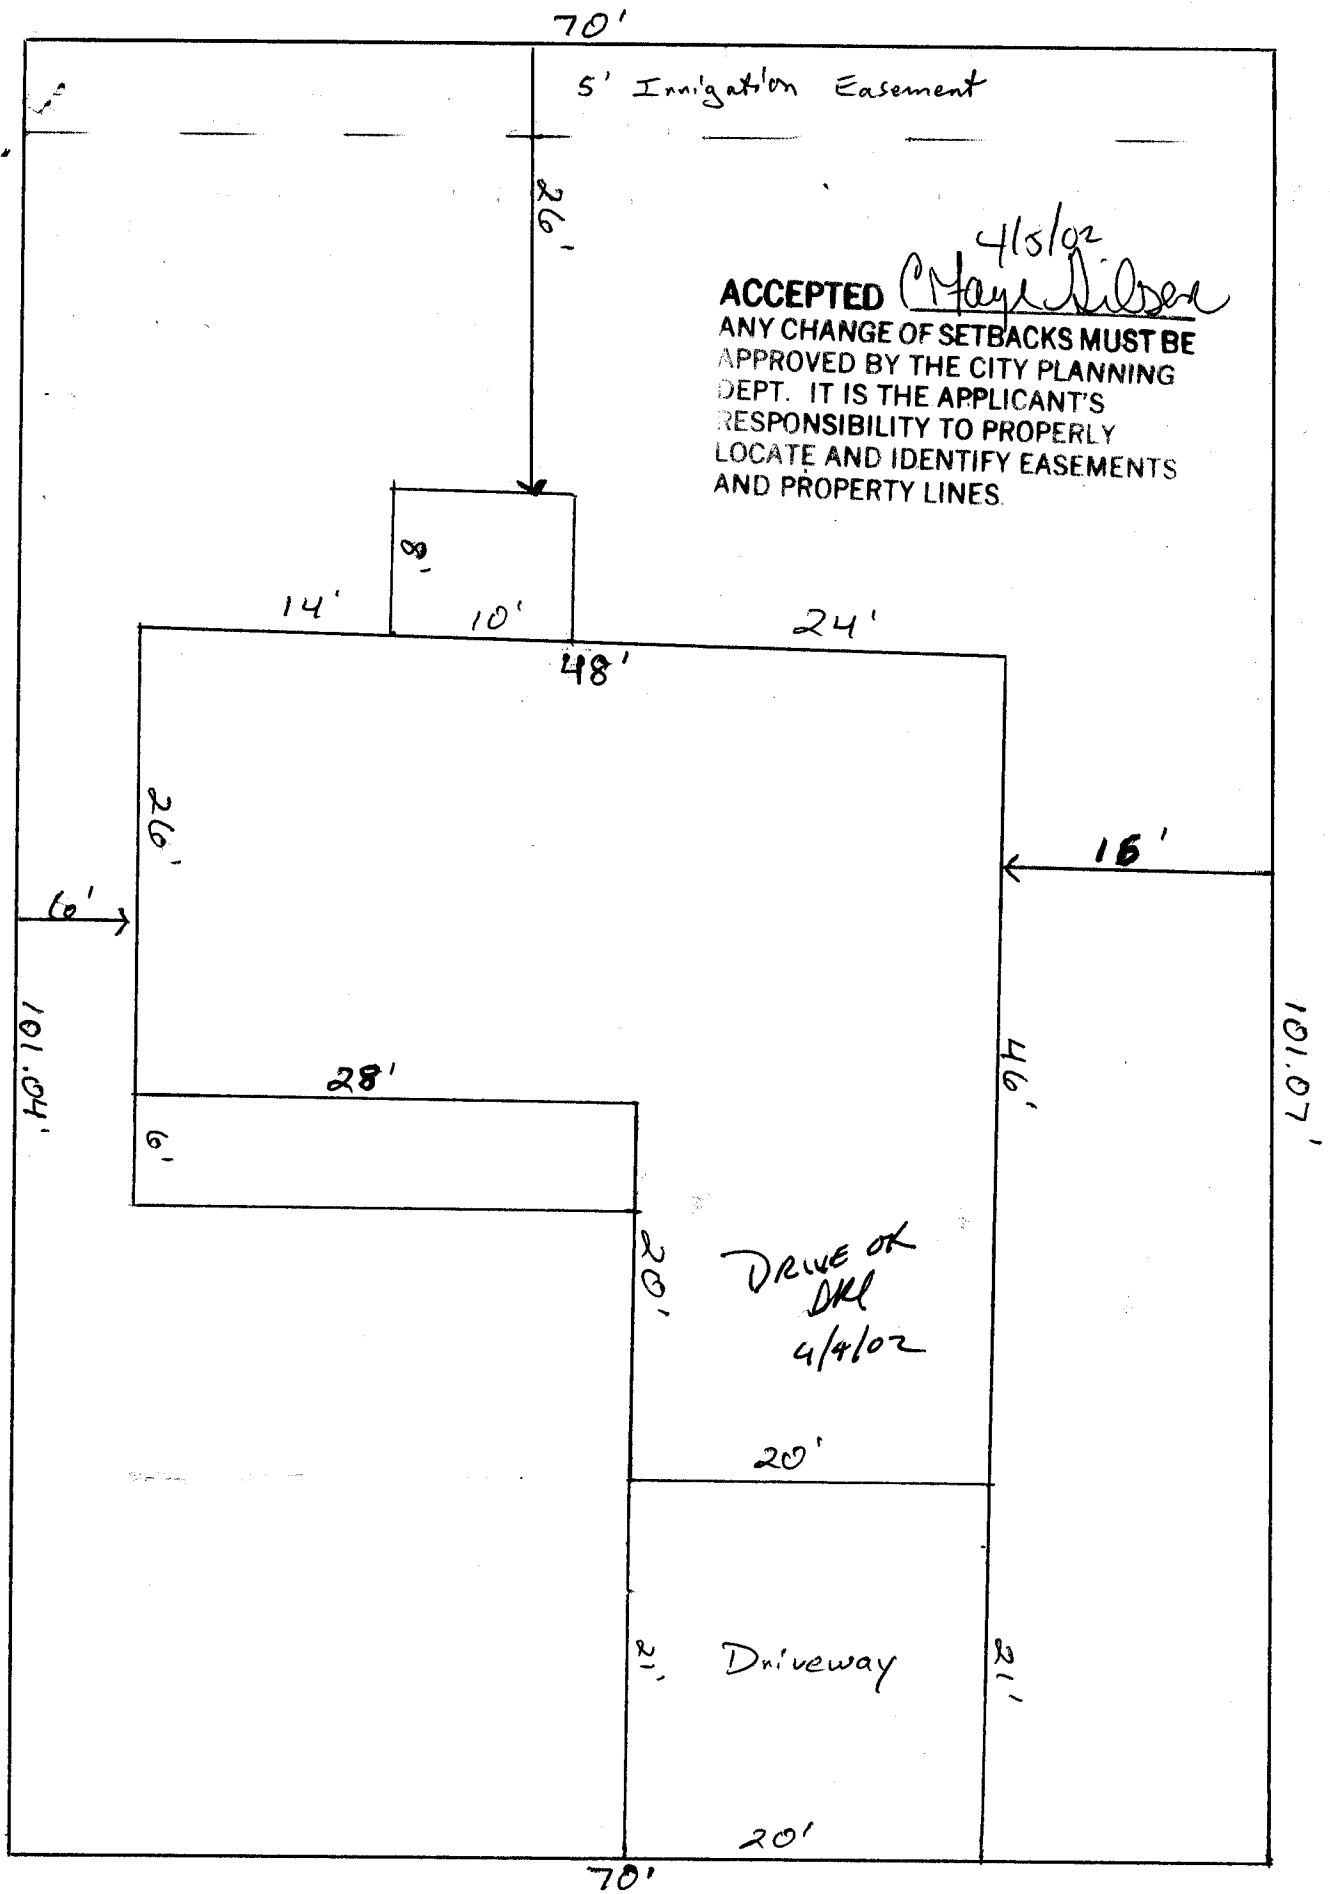 70'
5' Irrigation Easement
26'
4/5/02
ACCEPTED C Faye
ANY CHANGE OF SETBACKS MUST BE
APPROVED BY THE CITY PLANNING
DEPT. IT IS THE APPLICANT'S
RESPONSIBILITY TO PROPERLY
LOCATE AND IDENTIFY EASEMENTS
AND PROPERTY LINES.
8'
14'
10'
24'
48'
26'
16'
6'
101.04'
46'
101.07'
28'
6'
20'
DRIVE OK
4/4/02
20'
21'
Driveway
21'
20'
70'